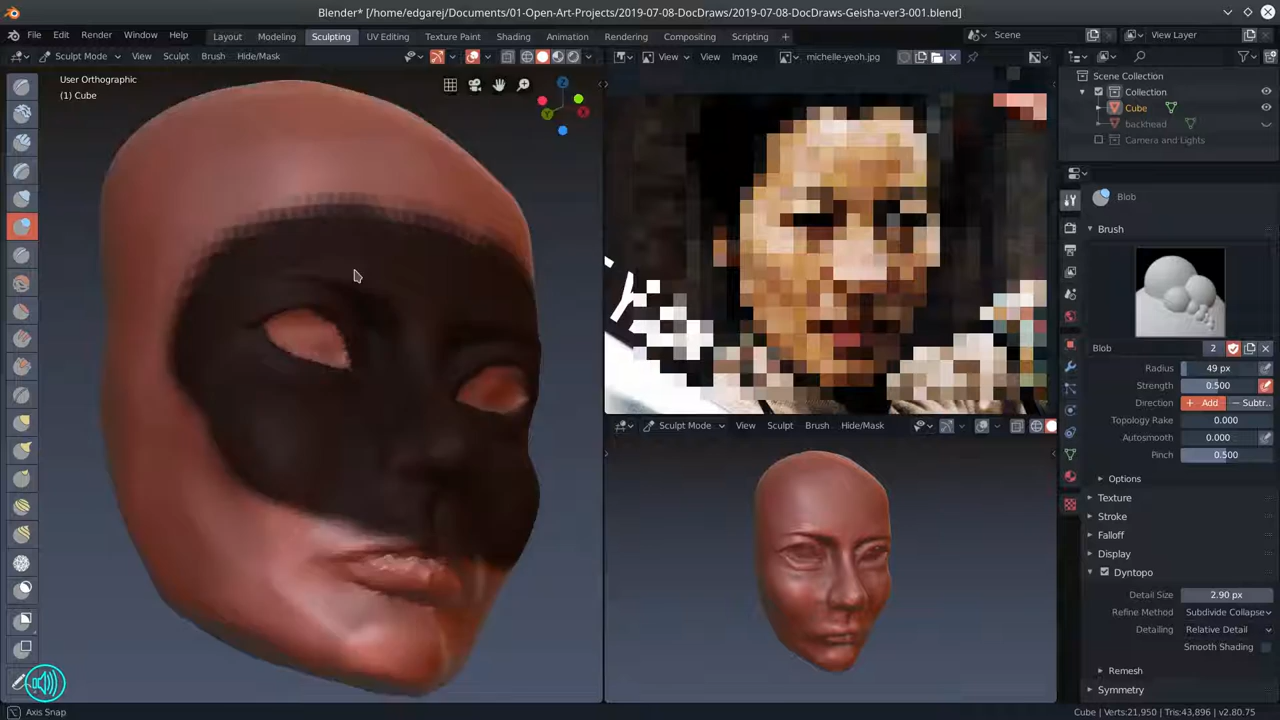 Blender* [/home/edgarej/Documents/01-Open-Art-Projects/2019-07-08-DocDraws/2019-07-08-DocDraws-Geisha-ver3-001.blend]
File Edit Render Window Help Layout Modeling Sculpting UV Editing Texture Paint Shading Animation Rendering Compositing Scripting Scene View Layer
Sculpt Mode View Sculpt Brush Hide/Mask
View View Image michelle-yeoh.jpg
User Orthographic
(1) Cube
Scene Collection
Collection
Cube
backhead
Camera and Lights
Blob
Brush
Blob 2
Radius 49 px
Strength 0.500
Direction Add Subtr..
Topology Rake 0.000
Autosmooth 0.000
Pinch 0.500
Options
Texture
Stroke
Falloff
Display
Dyntopo
Detail Size 2.90 px
Refine Method Subdivide Collapse
Detailing Relative Detail
Smooth Shading
Remesh
Symmetry
Sculpt Mode View Sculpt Brush Hide/Mask
Axis Snap
Cube | Verts:21,950 | Tris:43,896 | v2.80.75